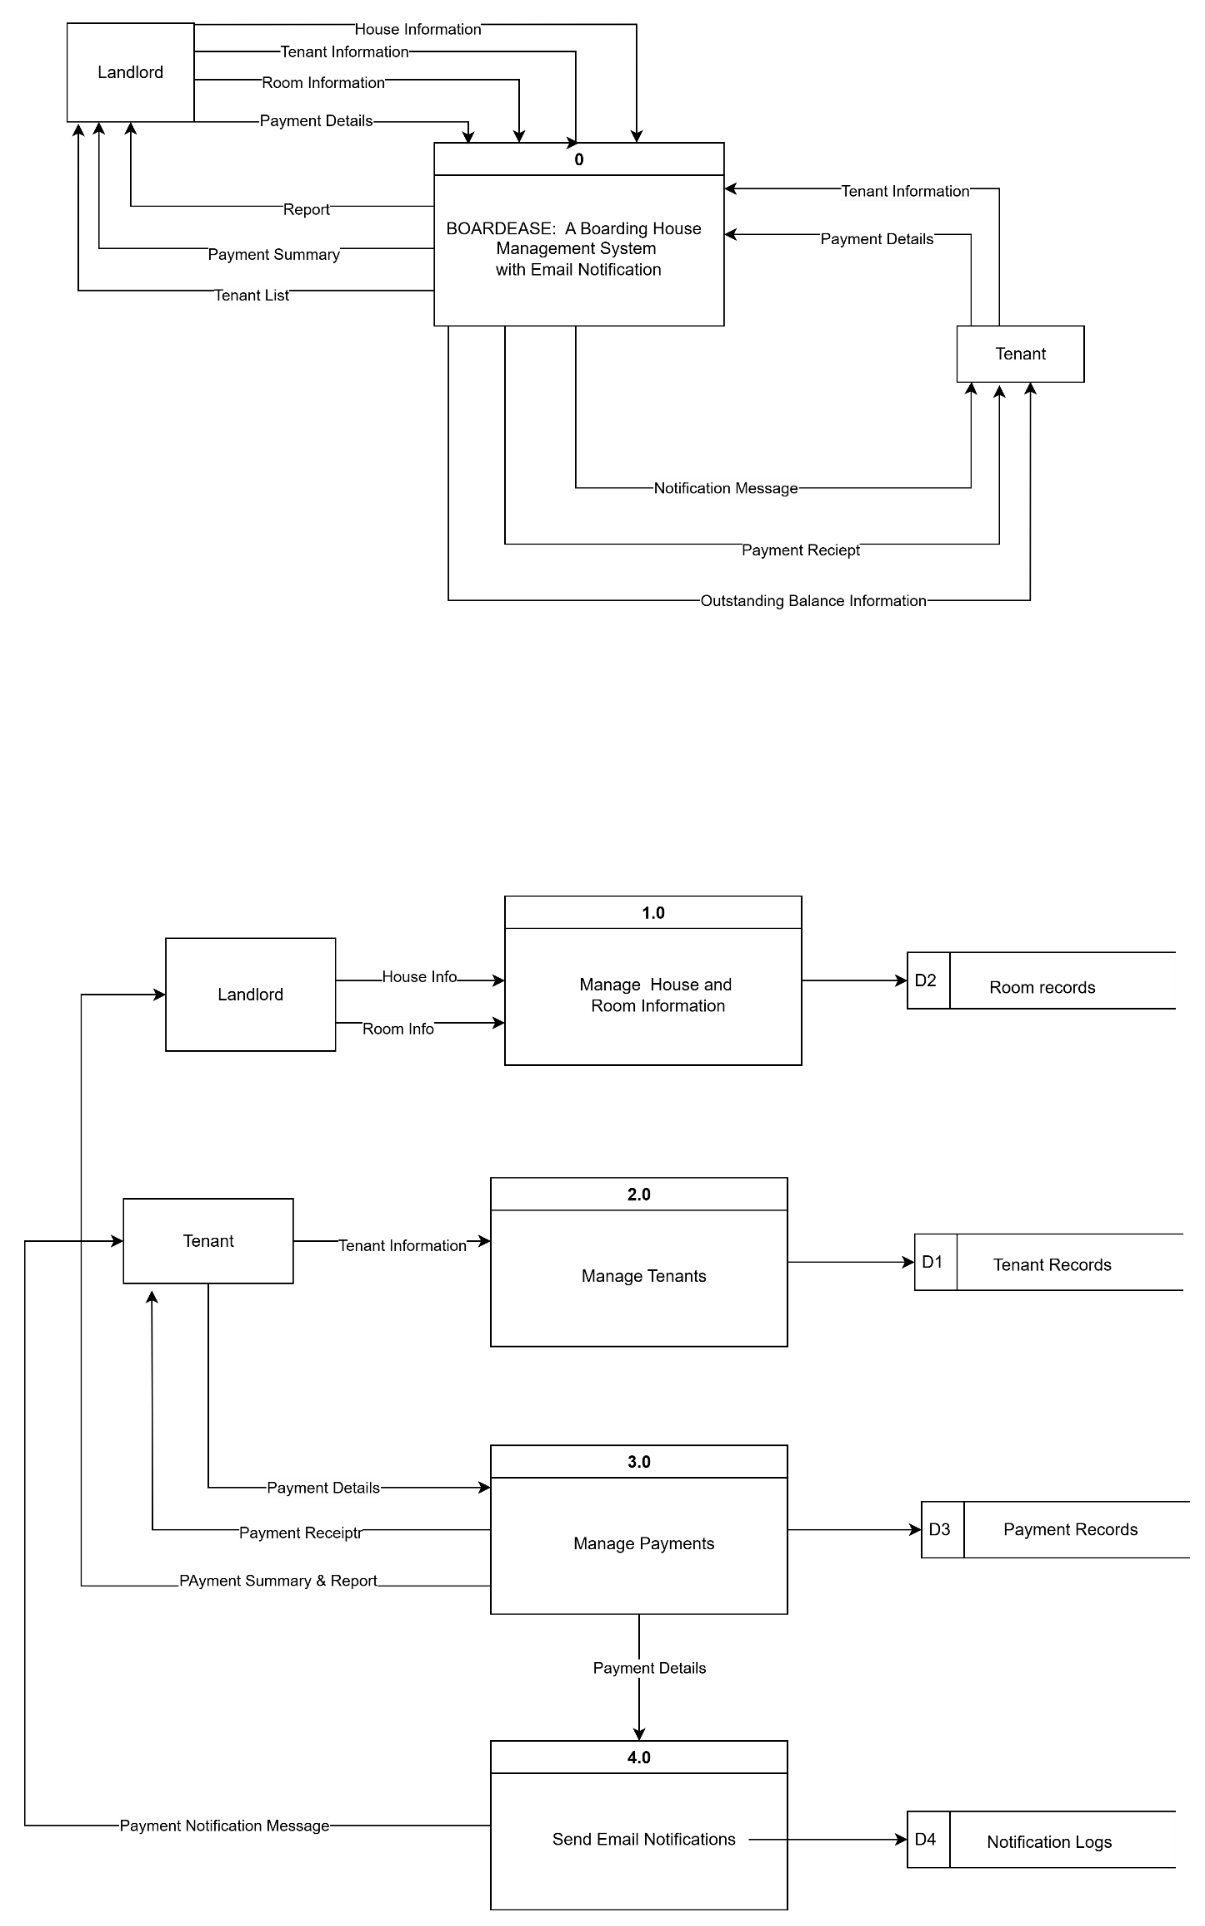 House Information
Tenant Information
Landlord
Room Information
Payment Details
0
Tenant Information
Report
BOARDEASE: A Boarding House
Management System
with Email Notification
Payment Details
Payment Summary
Tenant List
Tenant
Notification Message
Payment Reciept
Outstanding Balance Information
1.0
Landlord
House Info
Manage House and
Room Information
D2
Room records
Room Info
2.0
Tenant
Tenant Information
Manage Tenants
D1
Tenant Records
3.0
Payment Details
Manage Payments
D3
Payment Records
Payment Receiptr
PAyment Summary & Report
Payment Details
4.0
Payment Notification Message
Send Email Notifications
D4
Notification Logs